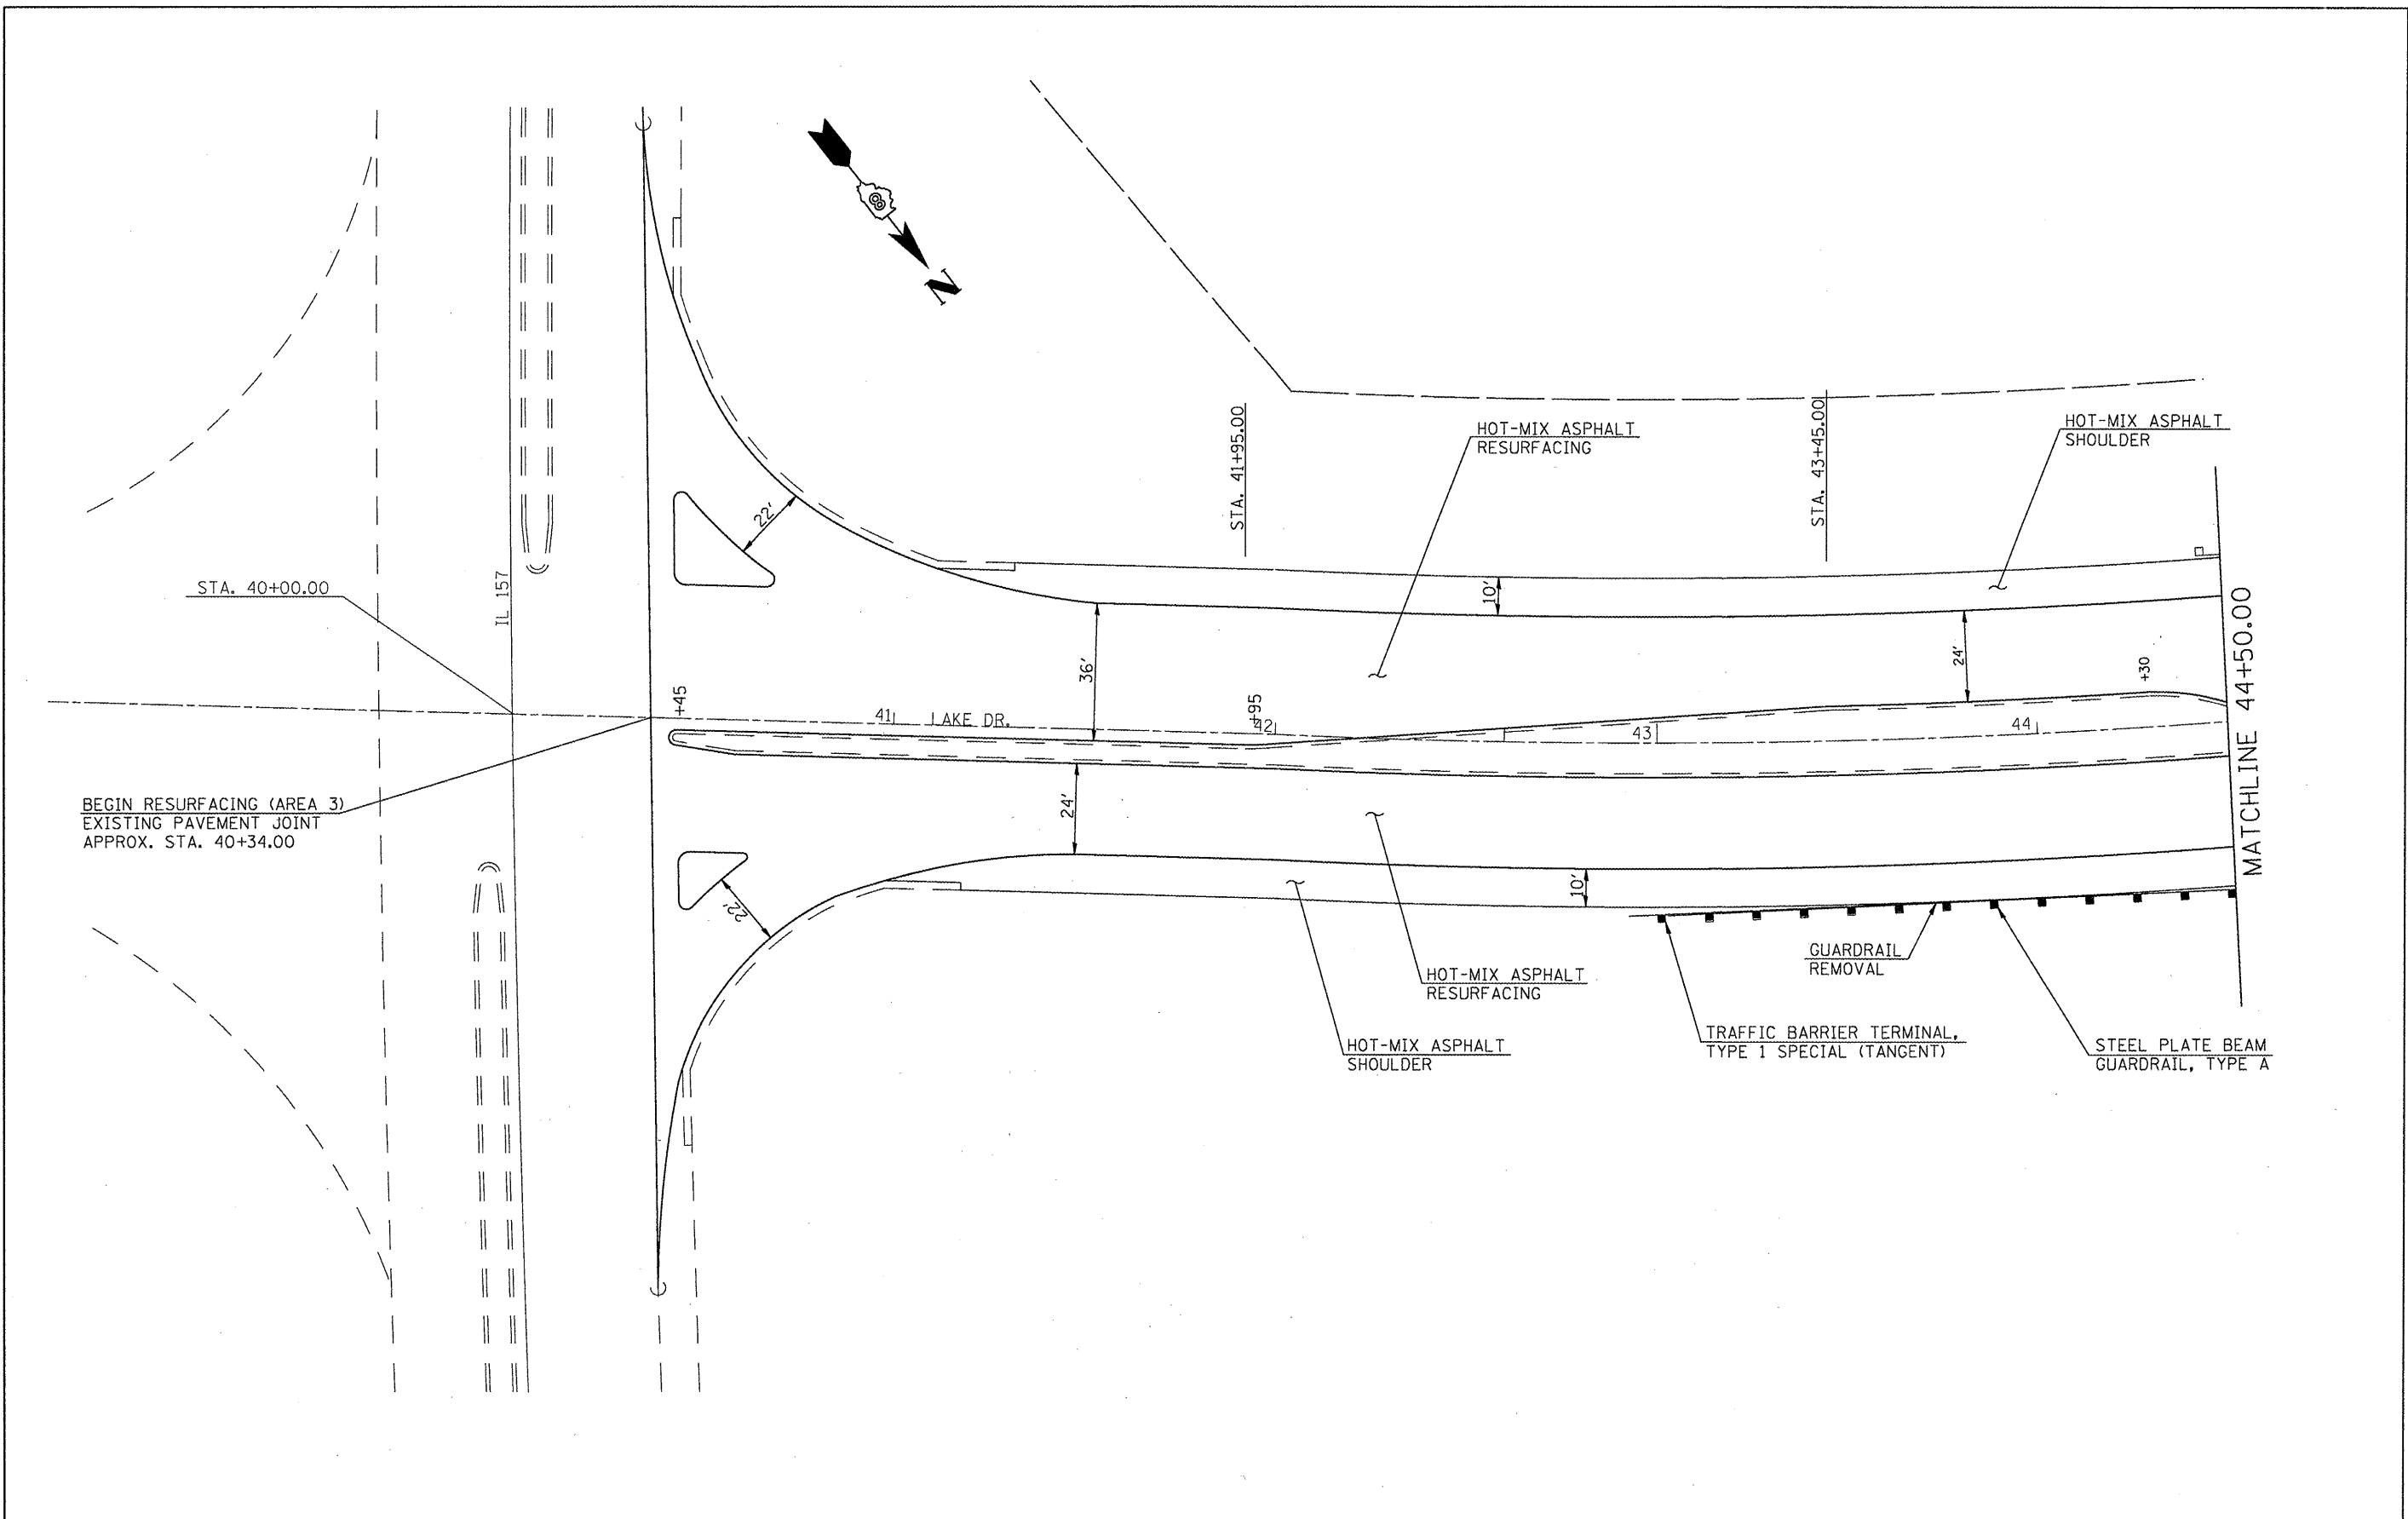 N
8
HOT-MIX ASPHALT
RESURFACING
HOT-MIX ASPHALT
SHOULDER
STA. 41+95.00
STA. 43+45.00
22'
STA. 40+00.00
IL 157
10'
36'
24'
+30
+45
41
LAKE DR.
+95
42
43
44
MATCHLINE 44+50.00
BEGIN RESURFACING (AREA 3)
EXISTING PAVEMENT JOINT
APPROX. STA. 40+34.00
24'
22'
10'
GUARDRAIL
REMOVAL
HOT-MIX ASPHALT
RESURFACING
HOT-MIX ASPHALT
SHOULDER
TRAFFIC BARRIER TERMINAL,
TYPE 1 SPECIAL (TANGENT)
STEEL PLATE BEAM
GUARDRAIL, TYPE A